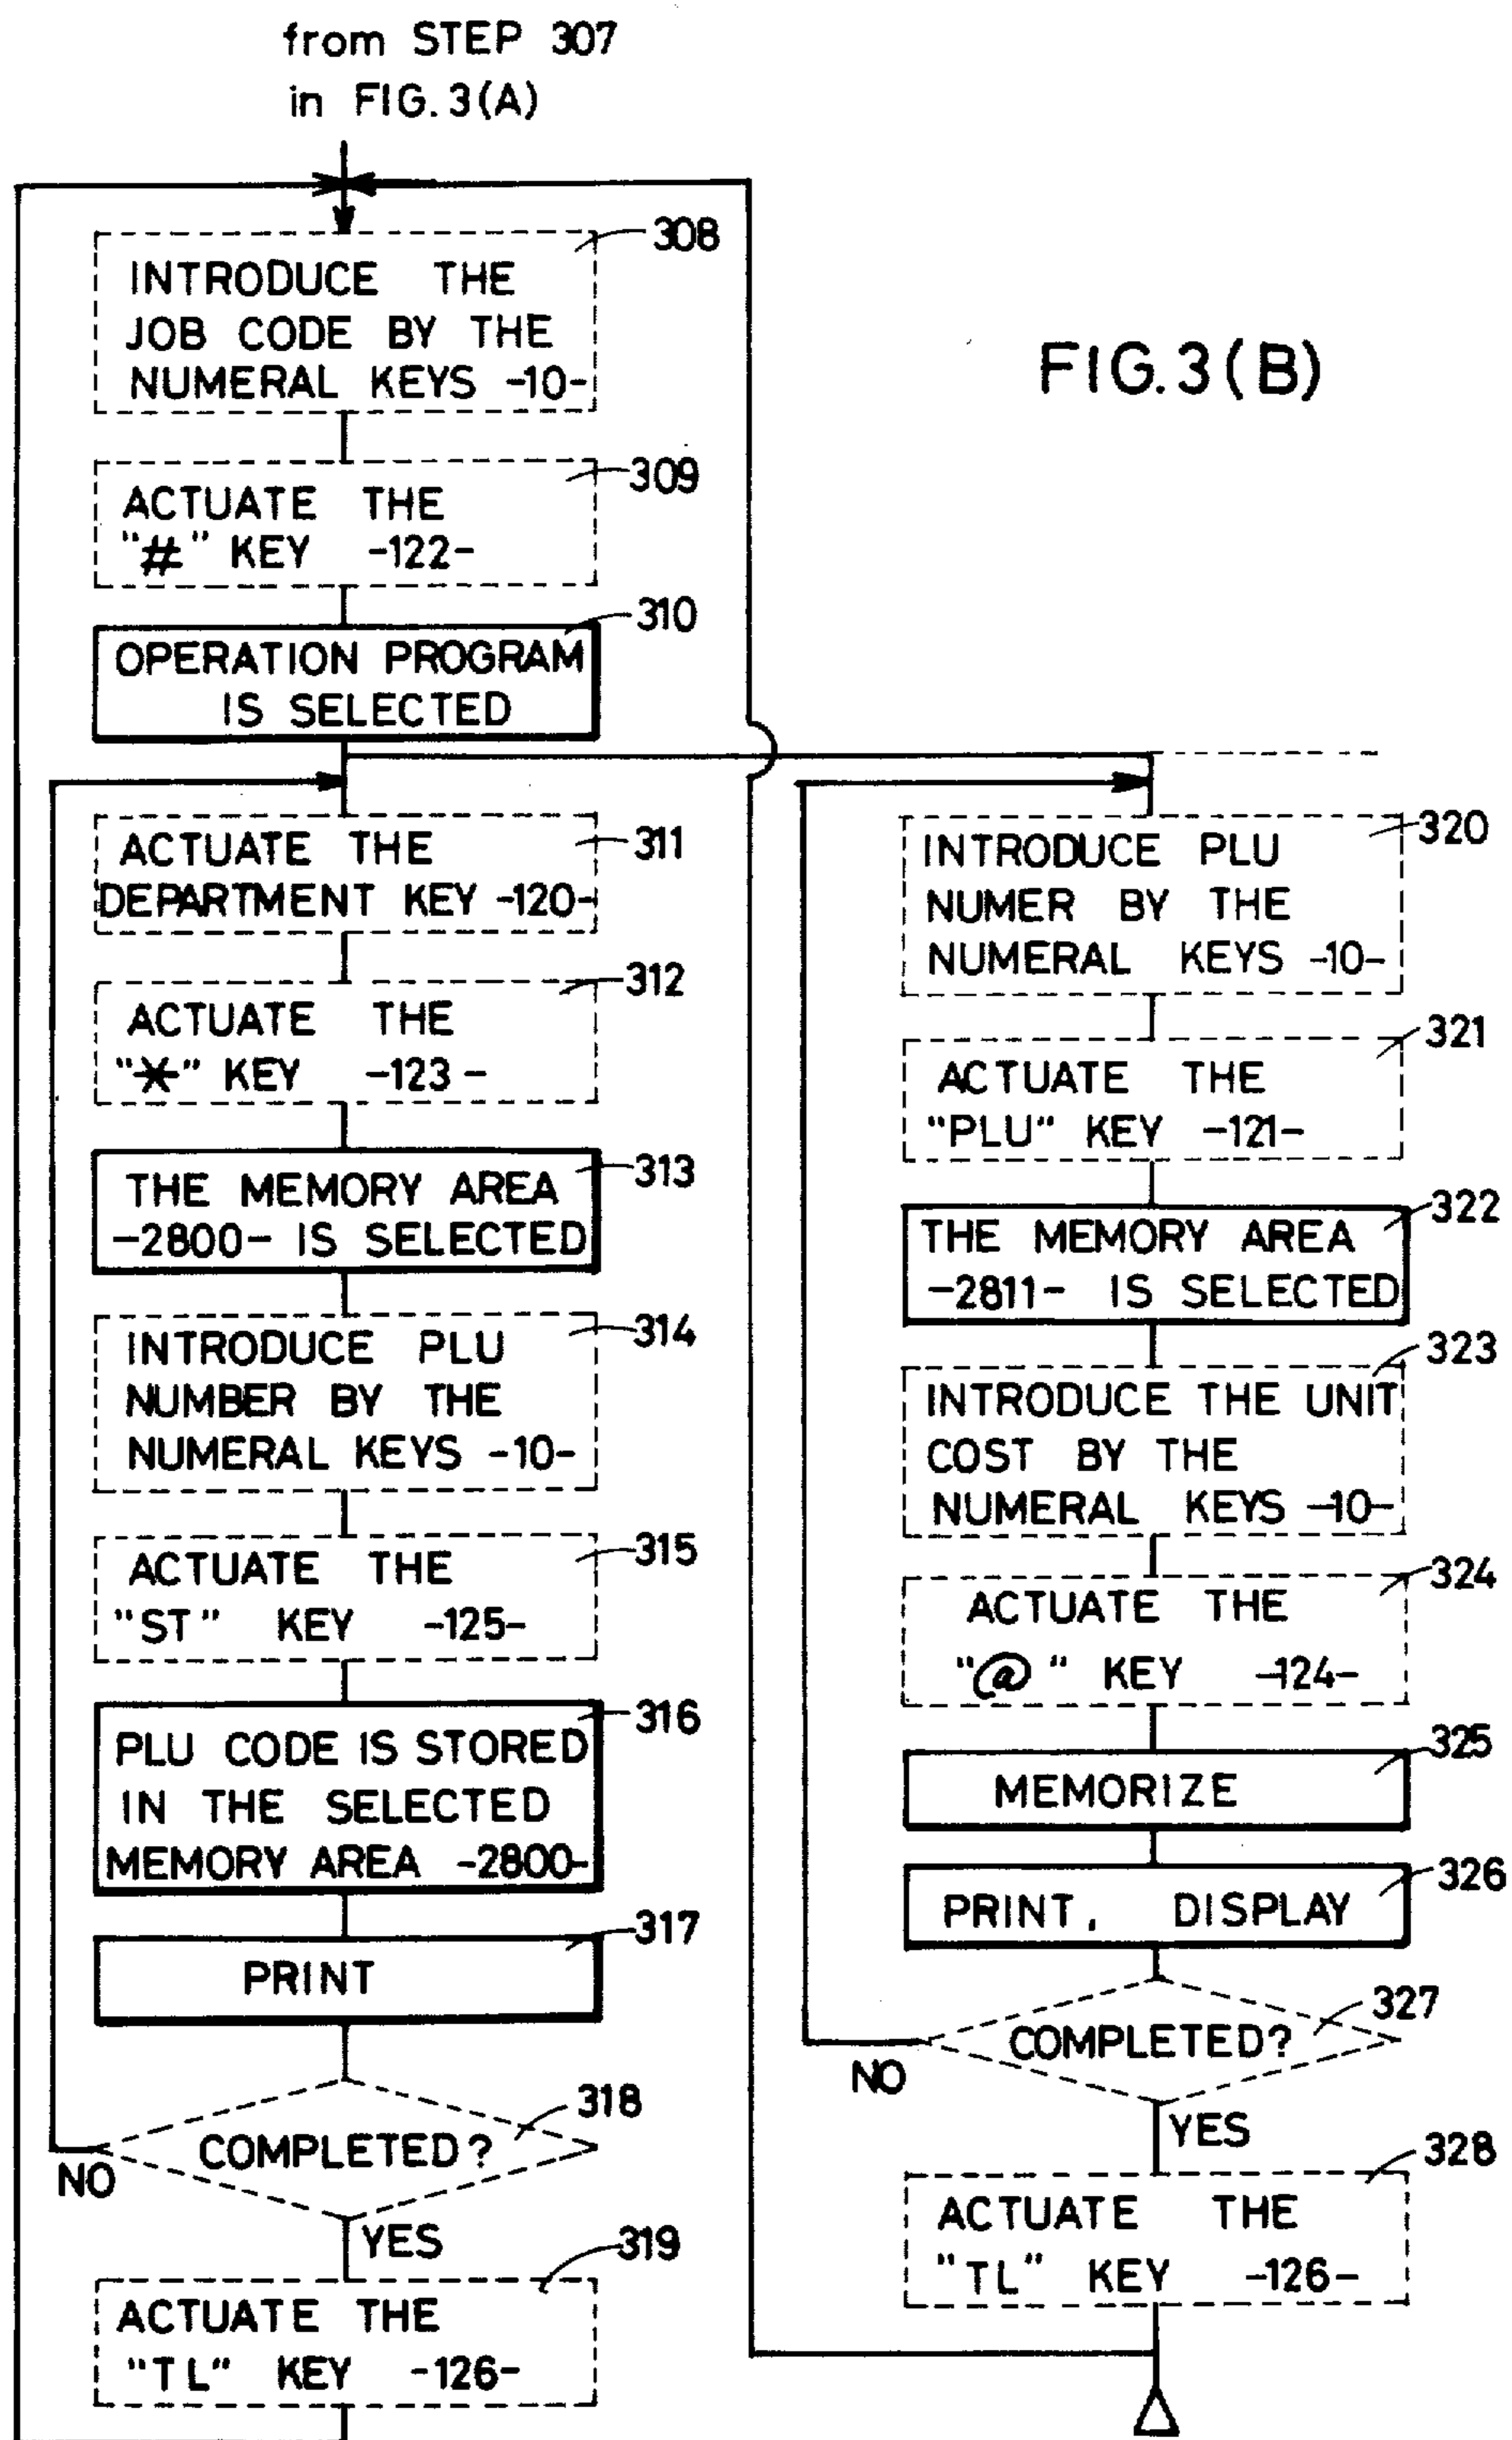 from STEP 307
in FIG.3(A)
FIG.3(B)
308
INTRODUCE THE
JOB CODE BY THE
NUMERAL KEYS -10-
309
ACTUATE THE
"#" KEY -122-
310
OPERATION PROGRAM
IS SELECTED
311
ACTUATE THE
DEPARTMENT KEY -120-
312
ACTUATE THE
"*" KEY -123-
313
THE MEMORY AREA
-2800- IS SELECTED
314
INTRODUCE PLU
NUMBER BY THE
NUMERAL KEYS -10-
315
ACTUATE THE
"ST" KEY -125-
316
PLU CODE IS STORED
IN THE SELECTED
MEMORY AREA -2800-
317
PRINT
318
COMPLETED?
NO
YES
319
ACTUATE THE
"TL" KEY -126-
320
INTRODUCE PLU
NUMER BY THE
NUMERAL KEYS -10-
321
ACTUATE THE
"PLU" KEY -121-
322
THE MEMORY AREA
-2811- IS SELECTED
323
INTRODUCE THE UNIT
COST BY THE
NUMERAL KEYS -10-
324
ACTUATE THE
"@" KEY -124-
325
MEMORIZE
326
PRINT, DISPLAY
327
COMPLETED?
NO
YES
328
ACTUATE THE
"TL" KEY -126-